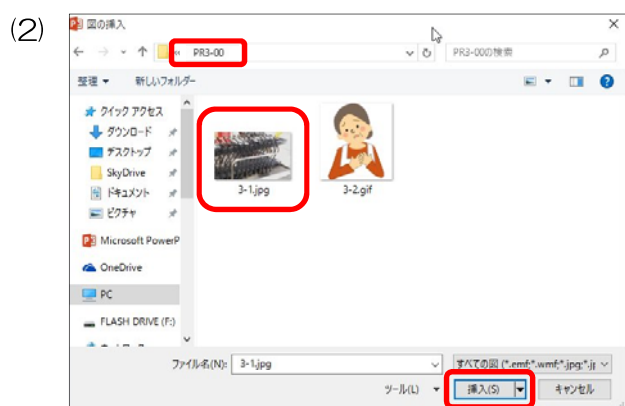 (2)
図の挿入
« PR3-00
PR3-00の検索
整理 新しいフォルダー
クイック アクセス
ダウンロード
デスクトップ
SkyDrive
ドキュメント
ピクチャ
Microsoft PowerP
OneDrive
PC
FLASH DRIVE (F:)
3-1.jpg
3-2.gif
ファイル名(N): 3-1.jpg
すべての図 (*.emf;*.wmf;*.jpg;*.jr
ツール(L) 挿入(S) キャンセル